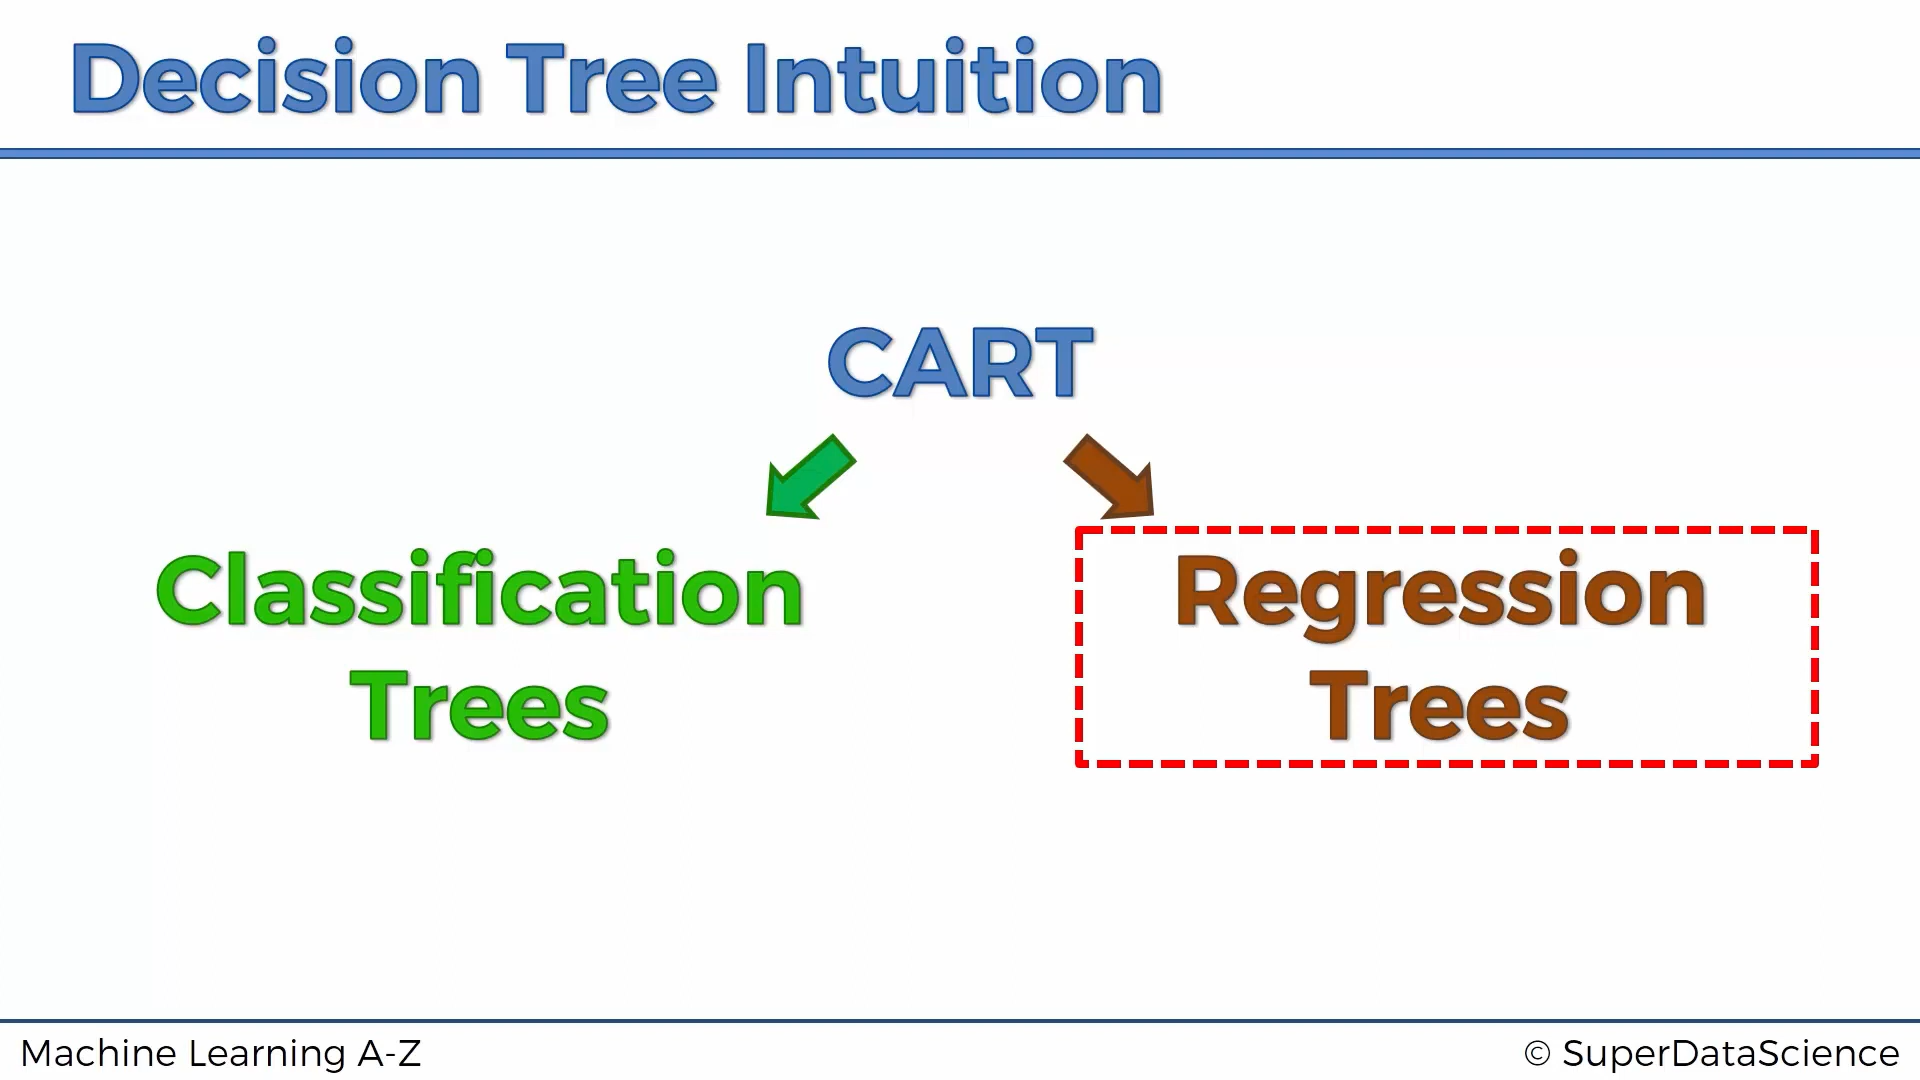 Decision Tree Intuition
CART
Classification
Trees
Regression
Trees
Machine Learning A-Z
© SuperDataScience